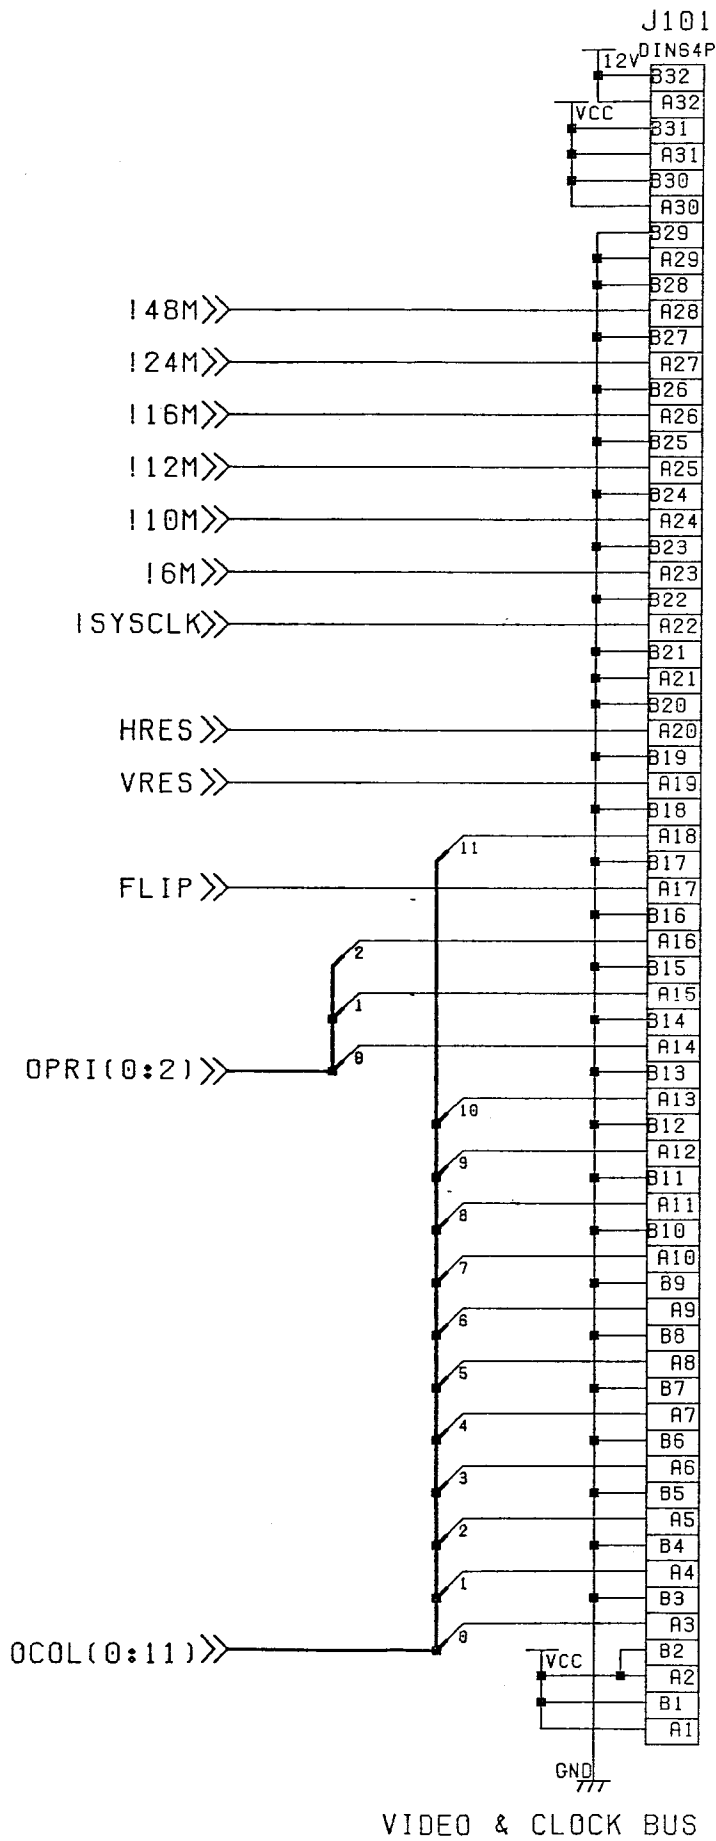 J101
DIN64P
12V
B32
A32
VCC
B31
A31
B30
A30
B29
A29
B28
!48M A28
B27
!24M A27
B26
!16M A26
B25
!12M A25
B24
!10M A24
B23
!6M A23
B22
!SYSCLK A22
B21
A21
B20
HRES A20
B19
VRES A19
B18
11 A18
B17
FLIP A17
B16
2 A16
B15
1 A15
B14
0 A14
OPRI(0:2) B13
10 A13
B12
9 A12
B11
8 A11
B10
7 A10
B9
6 A9
B8
5 A8
B7
4 A7
B6
3 A6
B5
2 A5
B4
1 A4
B3
0 A3
OCOL(0:11) B2
VCC
A2
B1
A1
GND
VIDEO & CLOCK BUS